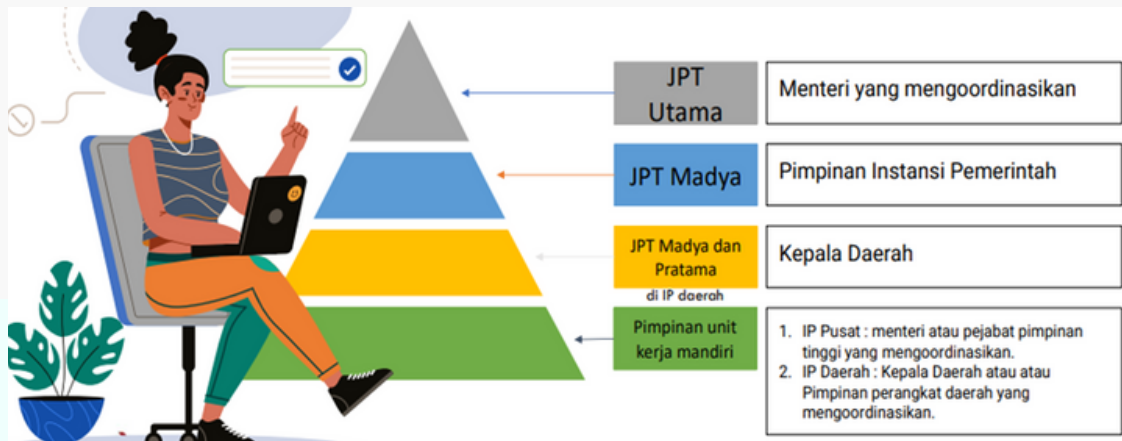 JPT
Utama
Menteri yang mengoordinasikan
JPT Madya
Pimpinan Instansi Pemerintah
JPT Madya dan
Pratama
di IP daerah
Kepala Daerah
Pimpinan unit
kerja mandiri
1. IP Pusat : menteri atau pejabat pimpinan
tinggi yang mengoordinasikan.
2. IP Daerah : Kepala Daerah atau atau
Pimpinan perangkat daerah yang
mengoordinasikan.